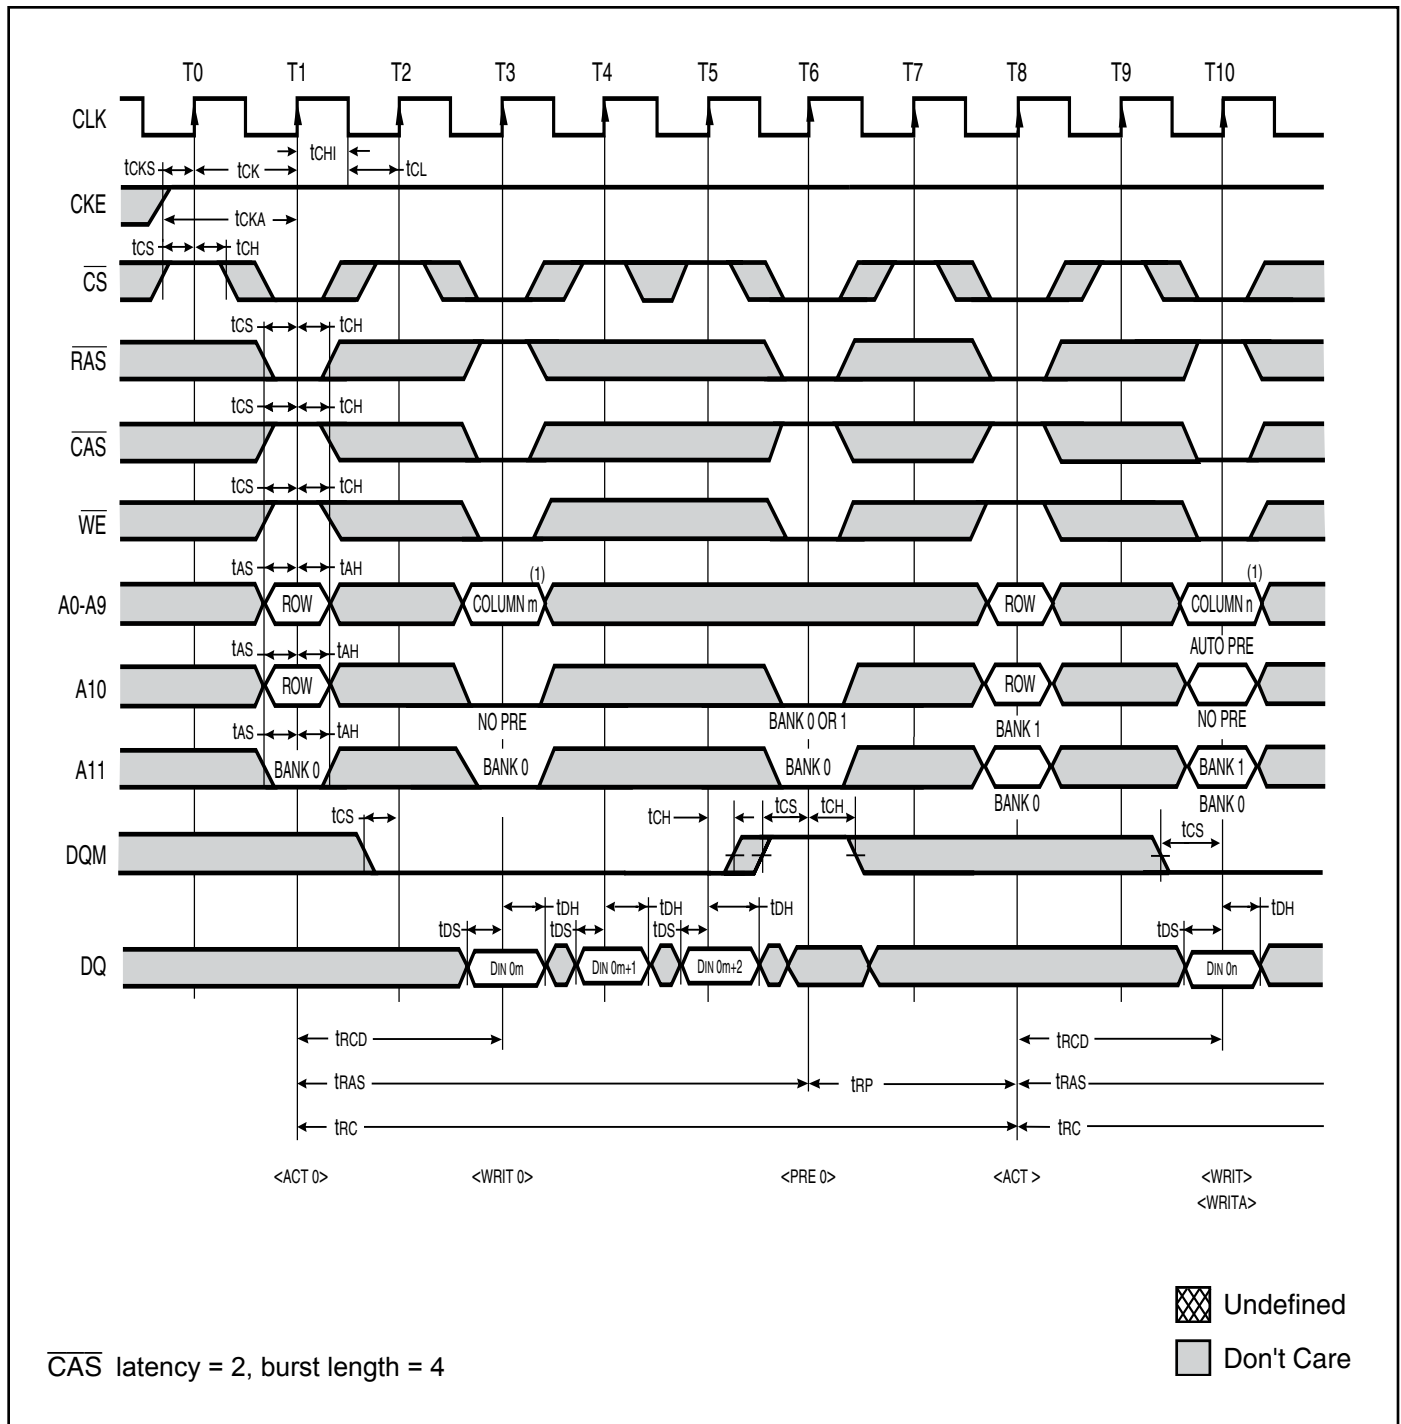 T0 T1 T2 T3 T4 T5 T6 T7 T8 T9 T10
CLK
tCHI
tCKS tCK tCL
CKE
tCKA
tCS tCH
CS
tCS tCH
RAS
tCS tCH
CAS
tCS tCH
WE
tAS tAH (1) (1)
A0-A9 ROW COLUMN m ROW COLUMN n
AUTO PRE
tAS tAH
A10 ROW ROW
NO PRE BANK 0 OR 1 BANK 1 NO PRE
tAS tAH
A11 BANK 0 BANK 0 BANK 0 BANK 1
BANK 0 BANK 0
tCS tCH tCS tCH tCS
DQM
tDH tDH tDH tDH
tDS tDS tDS tDS
DQ DIN 0m DIN 0m+1 DIN 0m+2 DIN 0n
tRCD tRCD
tRAS tRP tRAS
tRC tRC
<ACT 0> <WRIT 0> <PRE 0> <ACT > <WRIT>
<WRITA>
Undefined
Don't Care
CAS latency = 2, burst length = 4